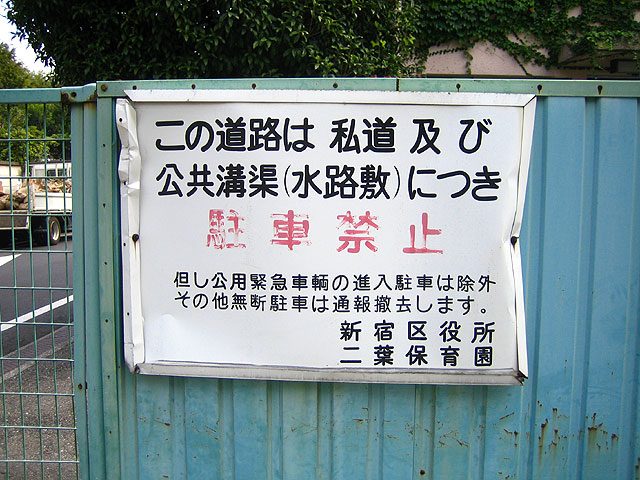 この道路は 私道 及び
公共溝渠(水路敷)につき
駐車禁止
但し公用緊急車輌の進入駐車は除外
その他無断駐車は通報撤去します。
新宿区役所
二葉保育園